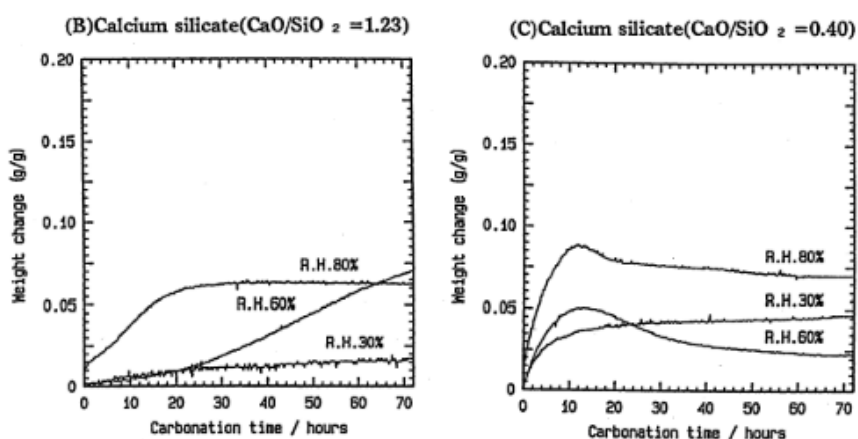 (B)Calcium silicate(CaO/SiO 2 =1.23)
0.20
0.15
0.10
0.05
0
Weight change (g/g)
R.H.80%
R.H.60%
R.H.30%
0 10 20 30 40 50 60 70
Carbonation time / hours
(C)Calcium silicate(CaO/SiO 2 =0.40)
0.20
0.15
0.10
0.05
0.00
Weight change (g/g)
R.H.80%
R.H.30%
R.H.60%
0 10 20 30 40 50 60 70
Carbonation time / hours